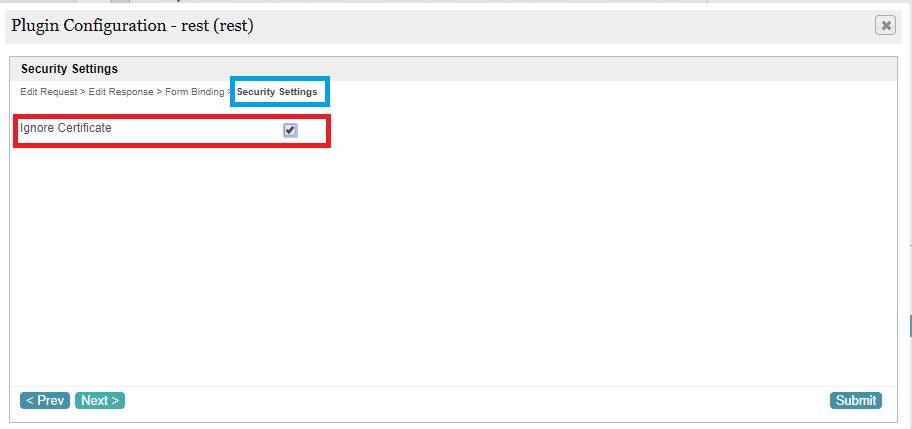 Plugin Configuration - rest (rest)
Security Settings
Edit Request > Edit Response > Form Binding > Security Settings
Ignore Certificate
< Prev Next > Submit